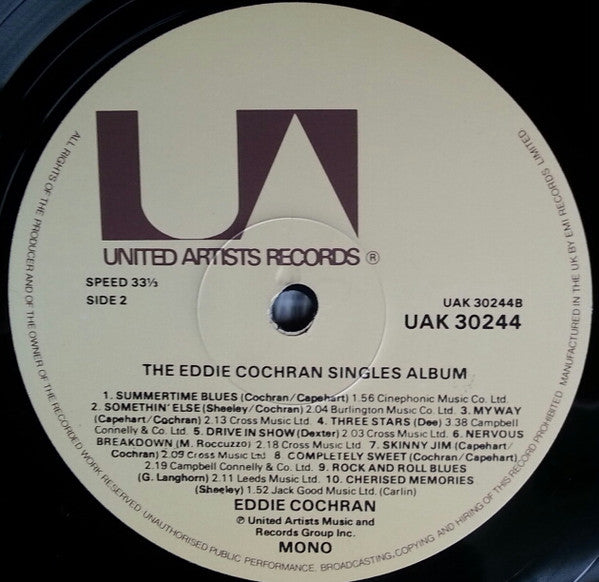 UA
UNITED ARTISTS RECORDS ®
SPEED 33⅓
SIDE 2
UAK 30244B
UAK 30244
THE EDDIE COCHRAN SINGLES ALBUM
1. SUMMERTIME BLUES (Cochran/Capehart) 1.56 Cinephonic Music Co. Ltd.
2. SOMETHIN' ELSE (Sheeley/Cochran) 2.04 Burlington Music Co. Ltd. 3. MY WAY
(Capehart/Cochran) 2.13 Cross Music Ltd. 4. THREE STARS (Dee) 3.38 Campbell
Connelly & Co. Ltd. 5. DRIVE IN SHOW (Dexter) 2.03 Cross Music Ltd. 6. NERVOUS
BREAKDOWN (M. Roccuzzo) 2.18 Cross Music Ltd. 7. SKINNY JIM (Capehart/
Cochran) 2.09 Cross Music Ltd. 8 COMPLETELY SWEET (Cochran/Capehart)
2.19 Campbell Connelly & Co. Ltd. 9. ROCK AND ROLL BLUES
(G. Langhorn) 2.11 Leeds Music Ltd. 10. CHERISED MEMORIES
(Sheeley) 1.52 Jack Good Music Ltd. (Carlin)
EDDIE COCHRAN
℗ United Artists Music and
Records Group Inc.
MONO
ALL RIGHTS OF THE PRODUCER AND OF THE OWNER OF THE RECORDED WORK RESERVED. UNAUTHORISED PUBLIC PERFORMANCE, BROADCASTING, COPYING AND HIRING OF THIS RECORD PROHIBITED. MANUFACTURED IN THE UK BY EMI RECORDS LIMITED